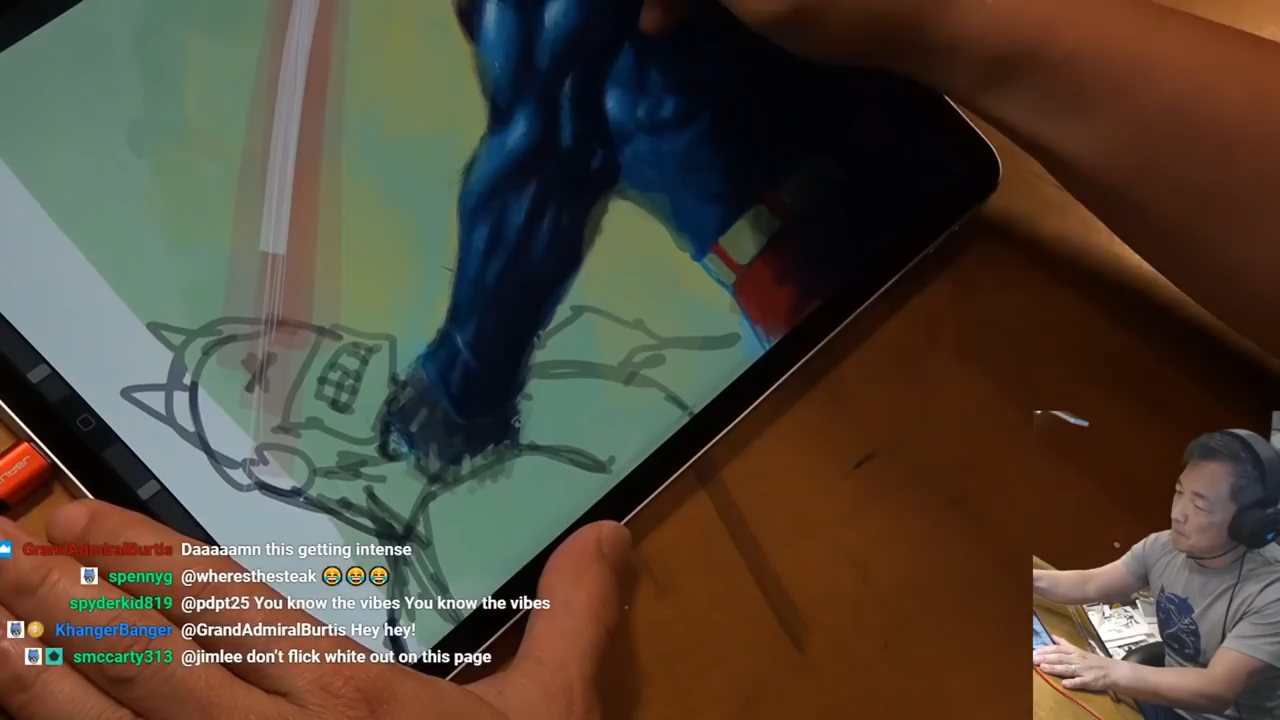 GrandAdmiralBurtis Daaaaamn this getting intense
spennyg @wheresthesteak 😂😂😂
spyderkid819 @pdpt25 You know the vibes You know the vibes
KhangerBanger @GrandAdmiralBurtis Hey hey!
smccarty313 @jimlee don't flick white out on this page